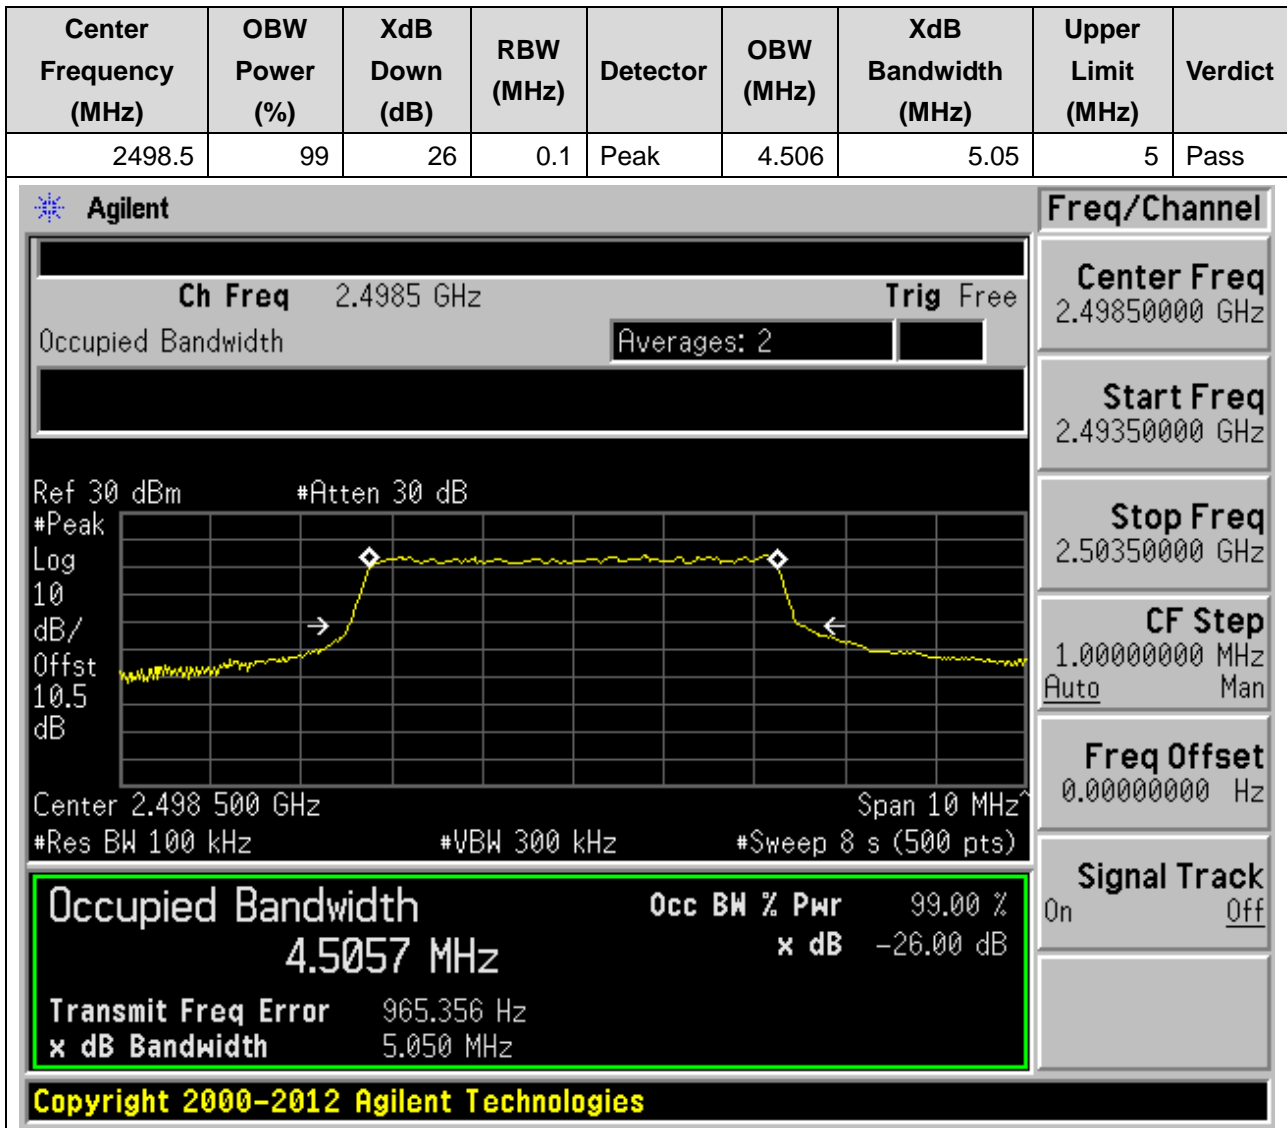 Center Frequency (MHz) OBW Power (%) XdB Down (dB) RBW (MHz) Detector OBW (MHz) XdB Bandwidth (MHz) Upper Limit (MHz) Verdict
2498.5 99 26 0.1 Peak 4.506 5.05 5 Pass
Agilent
Freq/Channel
Ch Freq 2.4985 GHz Trig Free
Occupied Bandwidth Averages: 2
Center Freq
2.49850000 GHz
Start Freq
2.49350000 GHz
Stop Freq
2.50350000 GHz
CF Step
1.00000000 MHz
Auto Man
Freq Offset
0.00000000 Hz
Signal Track
On Off
Ref 30 dBm #Atten 30 dB
#Peak
Log
10
dB/
Offst
10.5
dB
Center 2.498 500 GHz Span 10 MHz^
#Res BW 100 kHz #VBW 300 kHz #Sweep 8 s (500 pts)
Occupied Bandwidth Occ BW % Pwr 99.00 %
4.5057 MHz x dB -26.00 dB
Transmit Freq Error 965.356 Hz
x dB Bandwidth 5.050 MHz
Copyright 2000-2012 Agilent Technologies